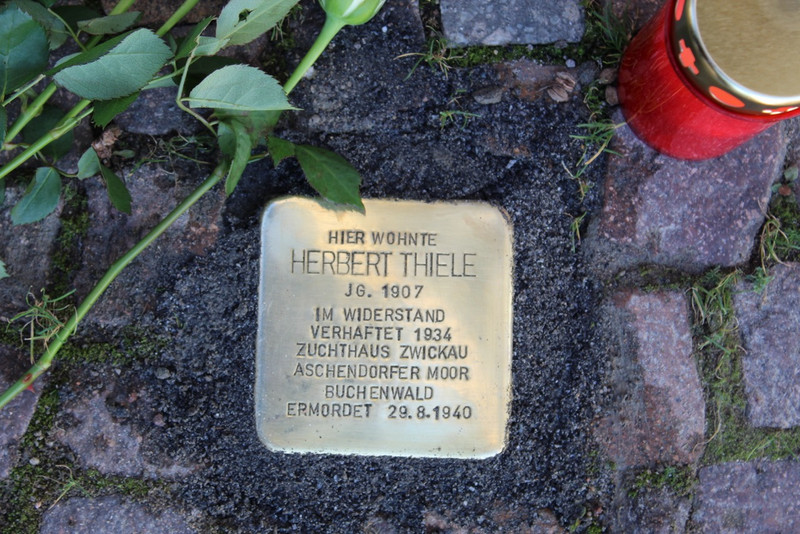 HIER WOHNTE
HERBERT THIELE
JG. 1907
IM WIDERSTAND
VERHAFTET 1934
ZUCHTHAUS ZWICKAU
ASCHENDORFER MOOR
BUCHENWALD
ERMORDET 29.8.1940